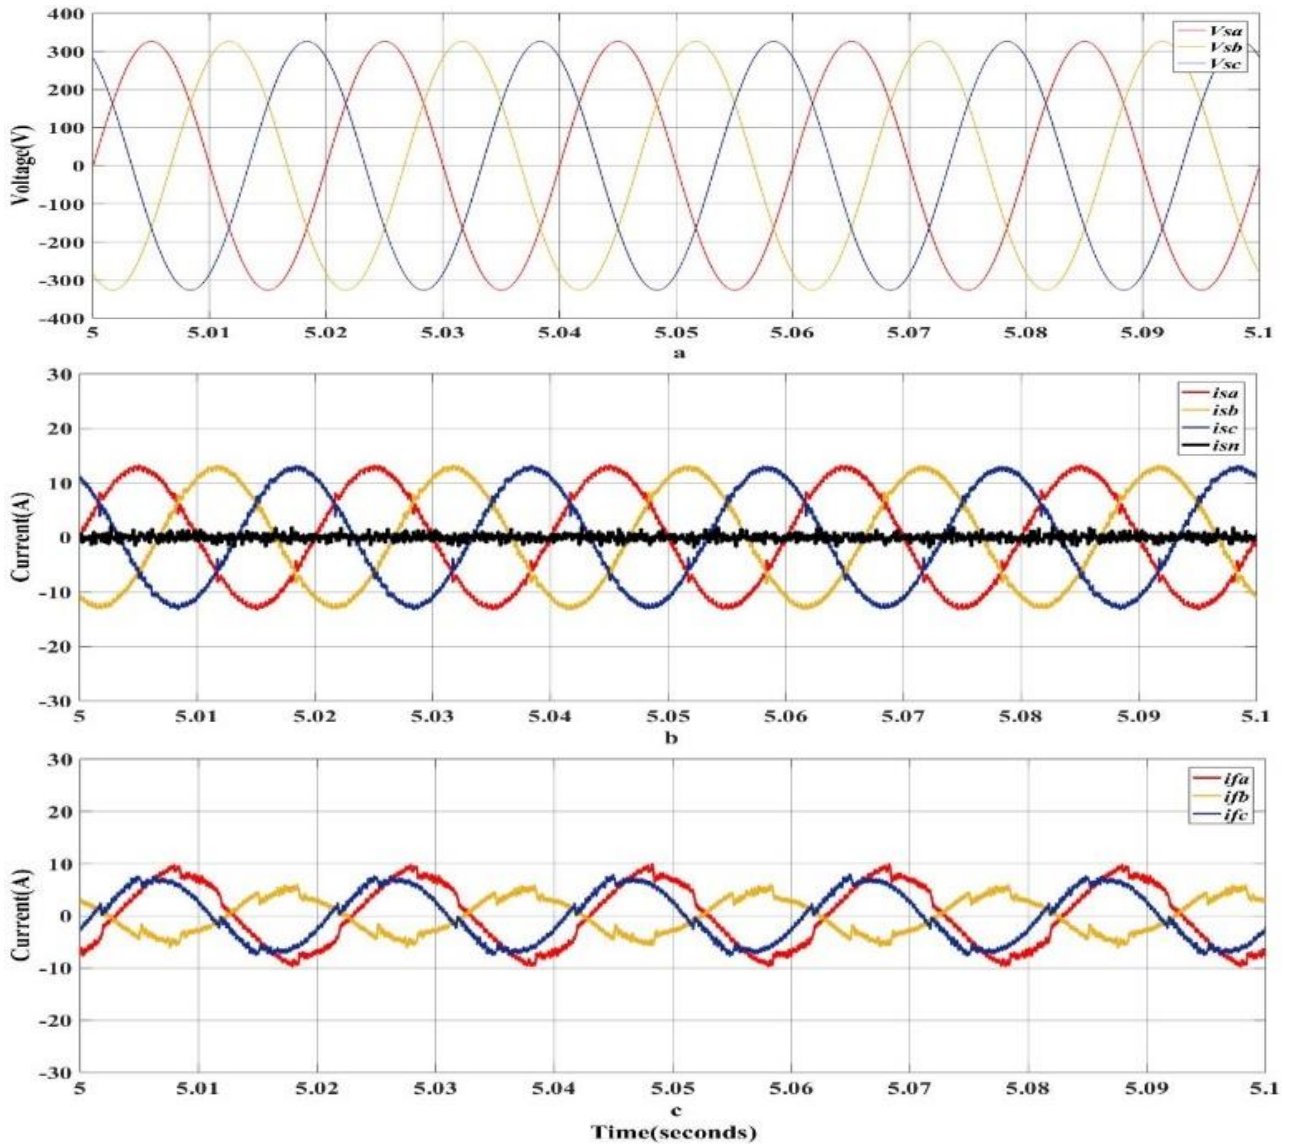 400
300
200
100
0
-100
-200
-300
-400
Voltage(V)
Vsa
Vsb
Vsc
5 5.01 5.02 5.03 5.04 5.05 5.06 5.07 5.08 5.09 5.1
a
30
20
10
0
-10
-20
-30
Current(A)
isa
isb
isc
isn
5 5.01 5.02 5.03 5.04 5.05 5.06 5.07 5.08 5.09 5.1
b
30
20
10
0
-10
-20
-30
Current(A)
ifa
ifb
ifc
5 5.01 5.02 5.03 5.04 5.05 5.06 5.07 5.08 5.09 5.1
c
Time(seconds)